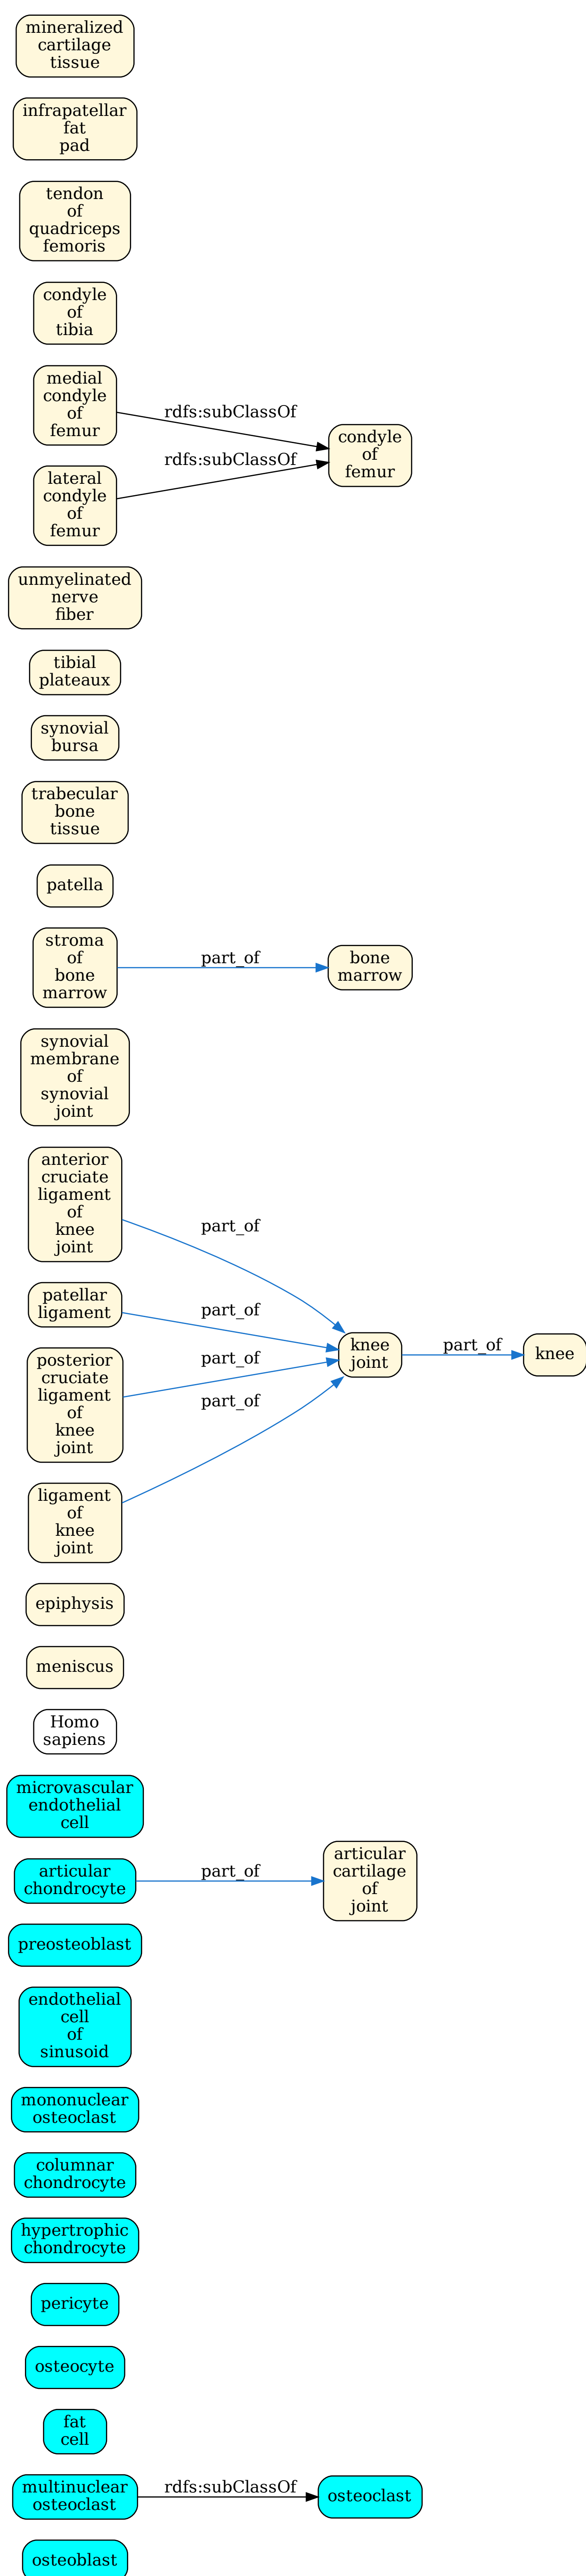 mineralized
cartilage
tissue
infrapatellar
fat
pad
tendon
of
quadriceps
femoris
condyle
of
tibia
medial
condyle
of
femur
rdfs:subClassOf
condyle
of
femur
rdfs:subClassOf
lateral
condyle
of
femur
unmyelinated
nerve
fiber
tibial
plateaux
synovial
bursa
trabecular
bone
tissue
patella
stroma
of
bone
marrow
part_of
bone
marrow
synovial
membrane
of
synovial
joint
anterior
cruciate
ligament
of
knee
joint
part_of
patellar
ligament
part_of
knee
joint
part_of
knee
posterior
cruciate
ligament
of
knee
joint
part_of
part_of
ligament
of
knee
joint
epiphysis
meniscus
Homo
sapiens
microvascular
endothelial
cell
articular
chondrocyte
part_of
articular
cartilage
of
joint
preosteoblast
endothelial
cell
of
sinusoid
mononuclear
osteoclast
columnar
chondrocyte
hypertrophic
chondrocyte
pericyte
osteocyte
fat
cell
multinuclear
osteoclast
rdfs:subClassOf
osteoclast
osteoblast